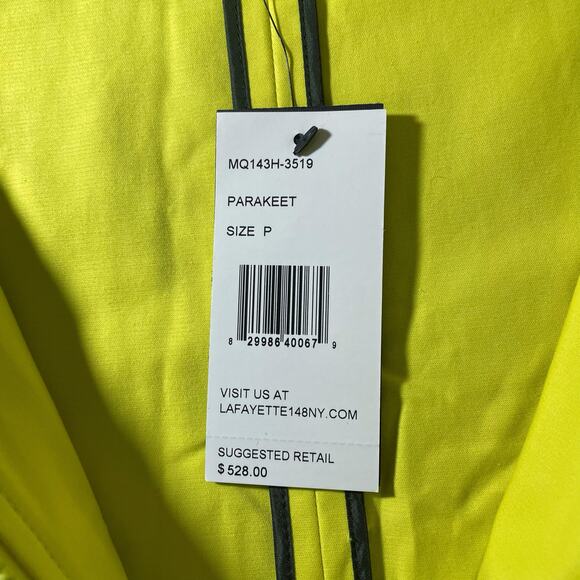 MQ143H-3519
PARAKEET
SIZE P
8 29986 40067 9
VISIT US AT
LAFAYETTE148NY.COM
SUGGESTED RETAIL
$528.00